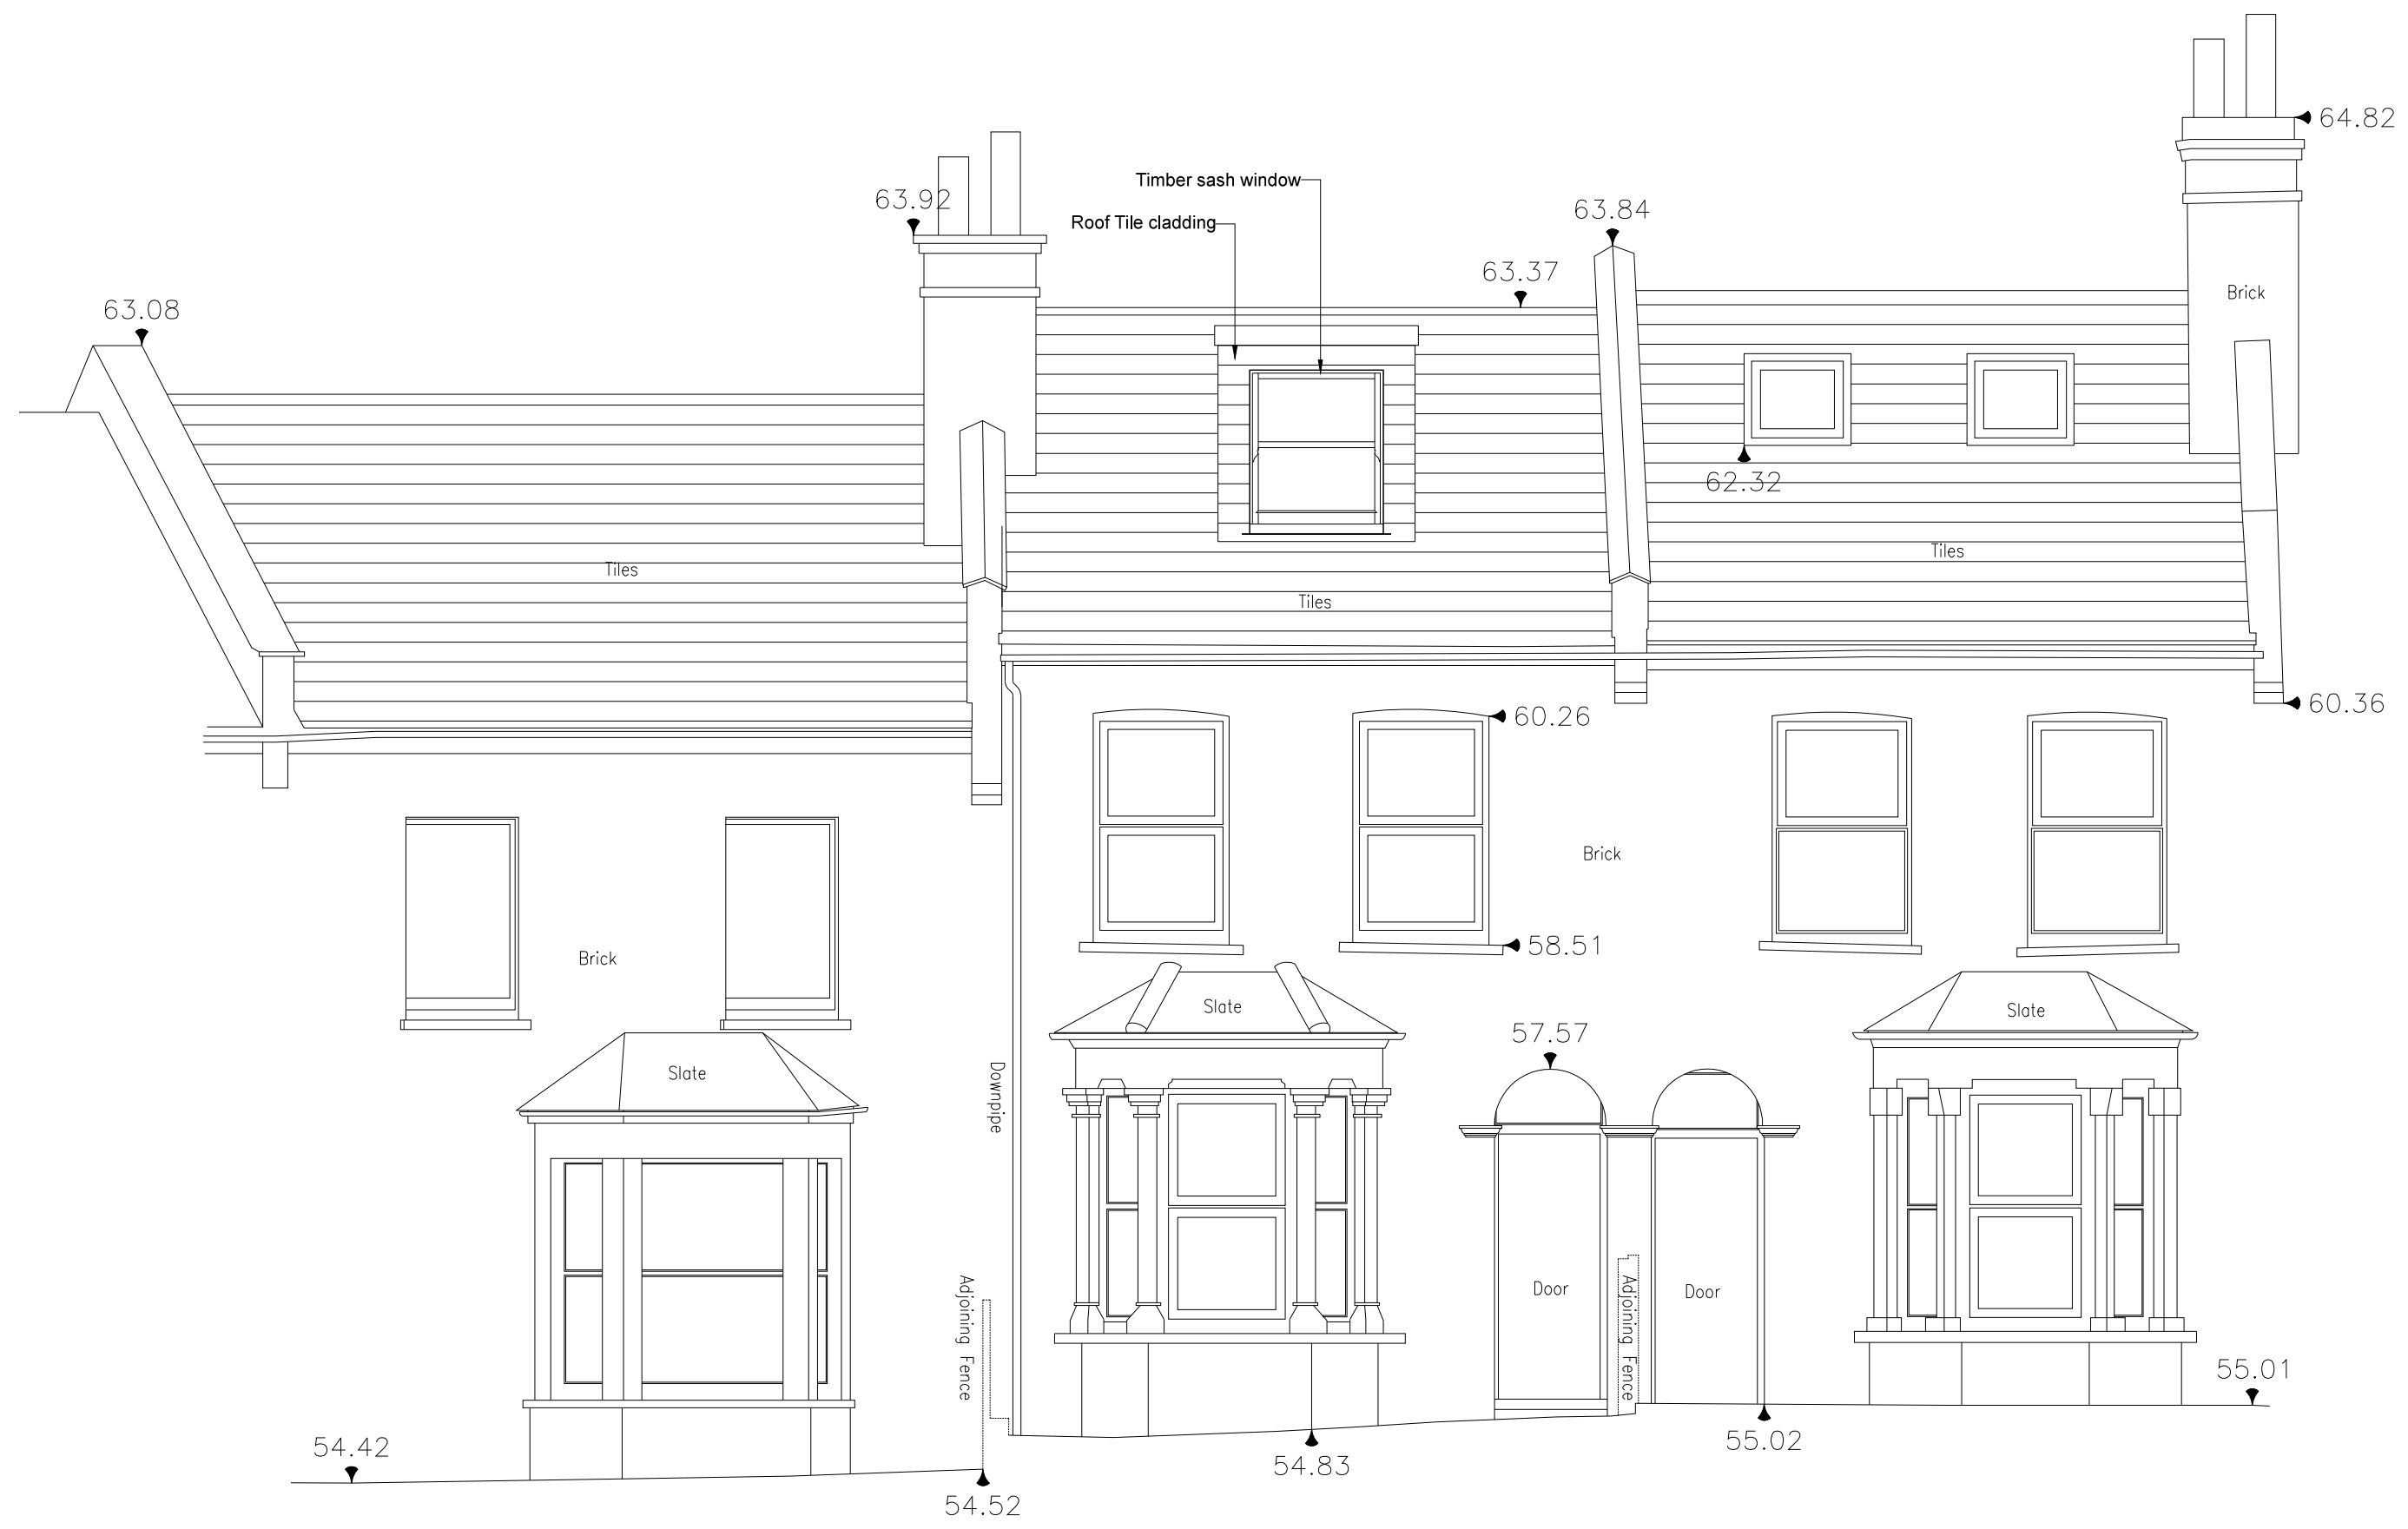 64.82
Timber sash window
63.92
63.84
Roof Tile cladding
63.37
Brick
63.08
62.32
Tiles
Tiles
Tiles
60.36
60.26
Brick
58.51
Brick
Slate
Slate
57.57
Slate
Downpipe
Door
Door
Adjoining Fence
Adjoining Fence
55.01
54.42
55.02
54.83
54.52